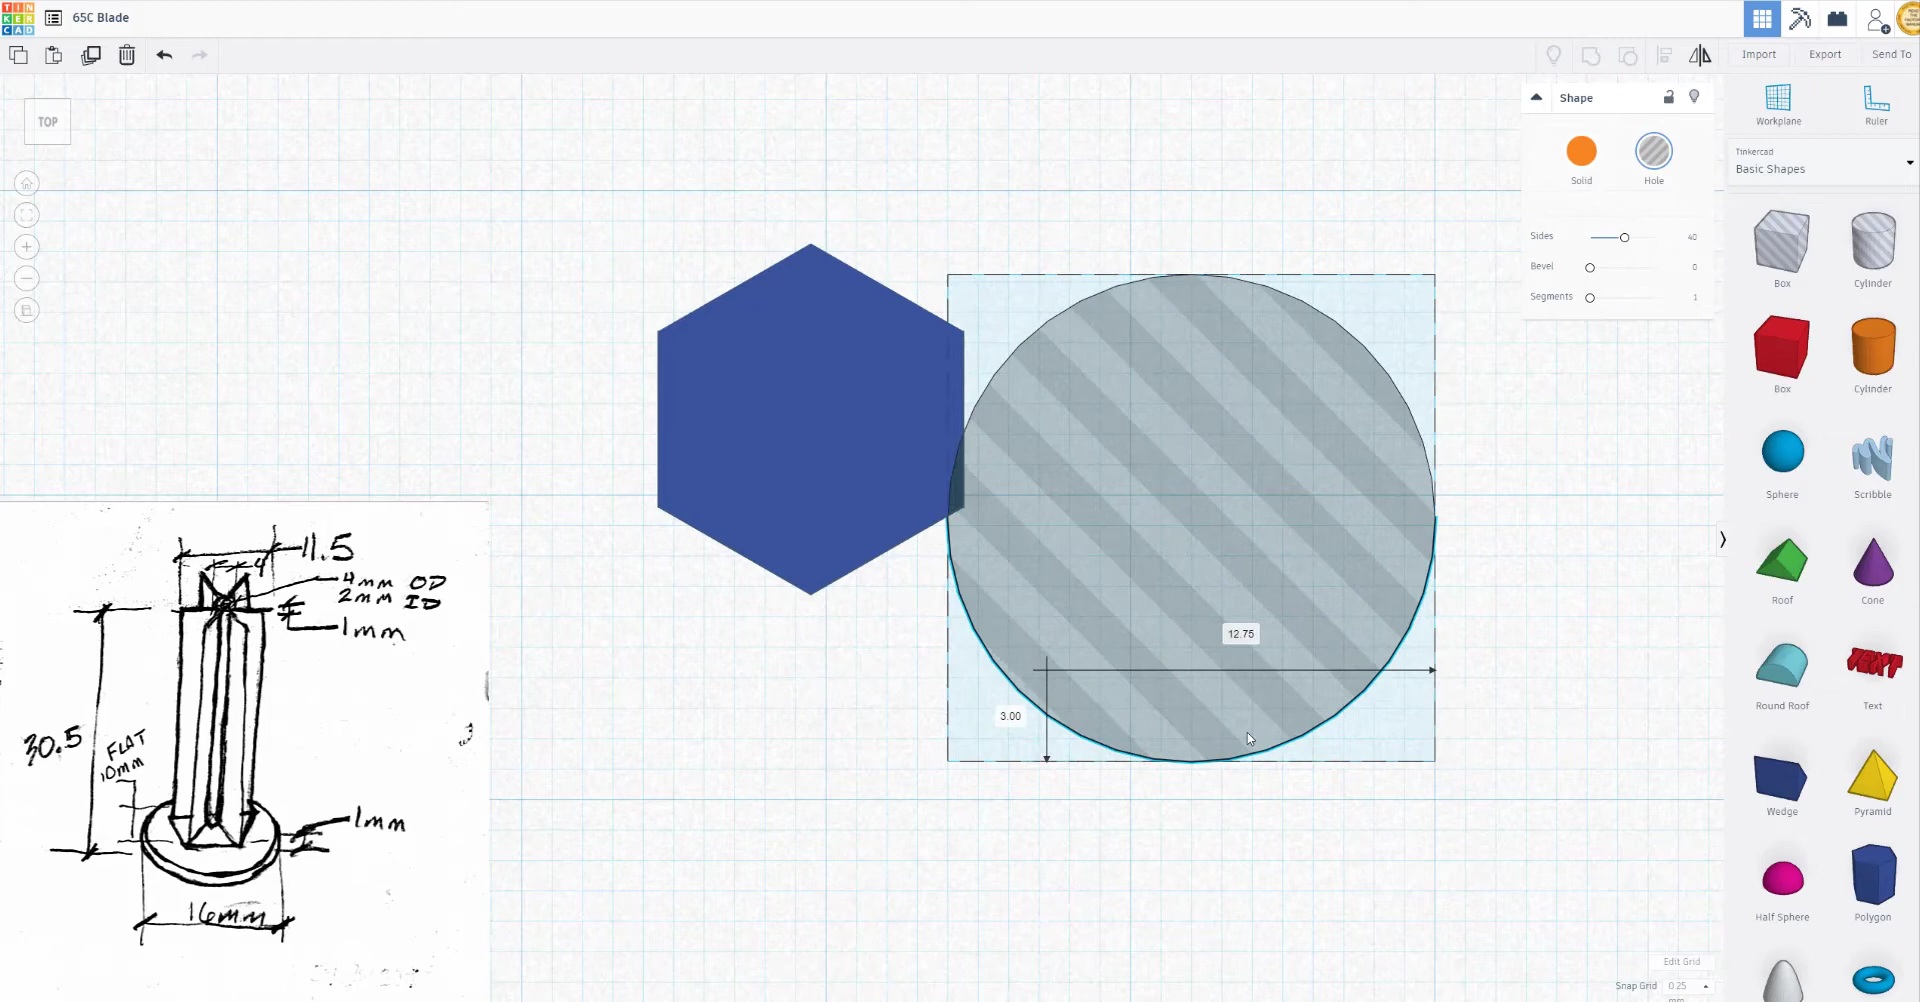 TIN
KER
CAD
65C Blade
Import
Export
Send To
TOP
Shape
Solid
Hole
Sides
40
Bevel
0
Segments
1
Workplane
Ruler
Tinkercad
Basic Shapes
Box
Cylinder
Box
Cylinder
Sphere
Scribble
Roof
Cone
TEXT
Round Roof
Text
Wedge
Pyramid
Half Sphere
Polygon
12.75
3.00
11.5
4
4mm OD
2mm ID
1mm
30.5
FLAT
10mm
1mm
16mm
Edit Grid
Snap Grid 0.25
mm